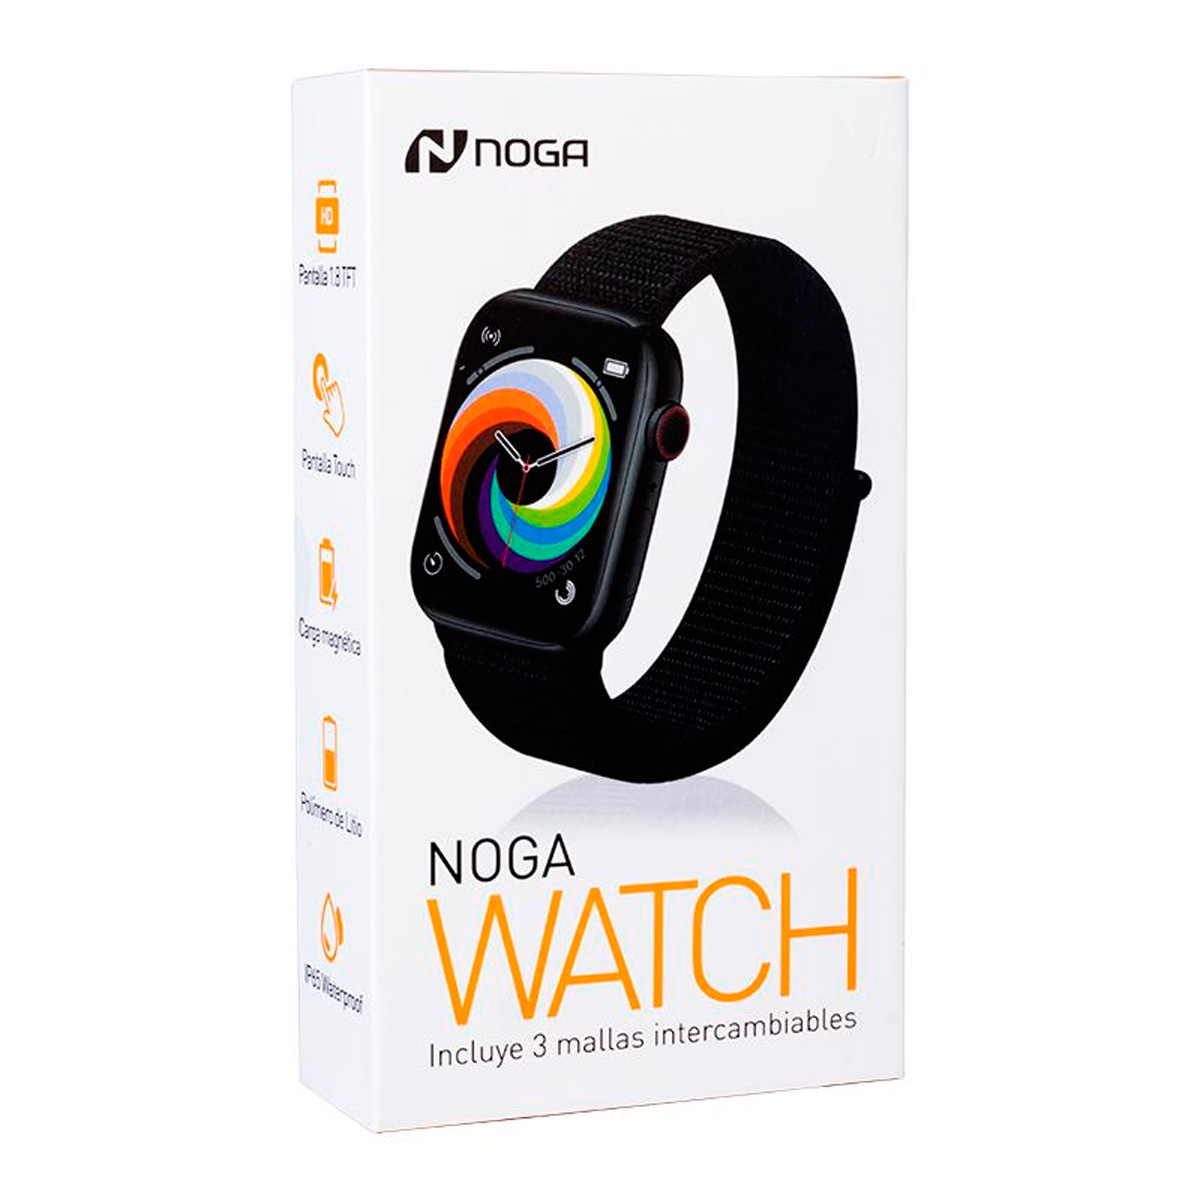 NOGA
HD
Pantalla 1.8 TFT
Pantalla Touch
Carga magnética
Polímero de Litio
IP65 Waterproof
500·30·12
NOGA
WATCH
Incluye 3 mallas intercambiables